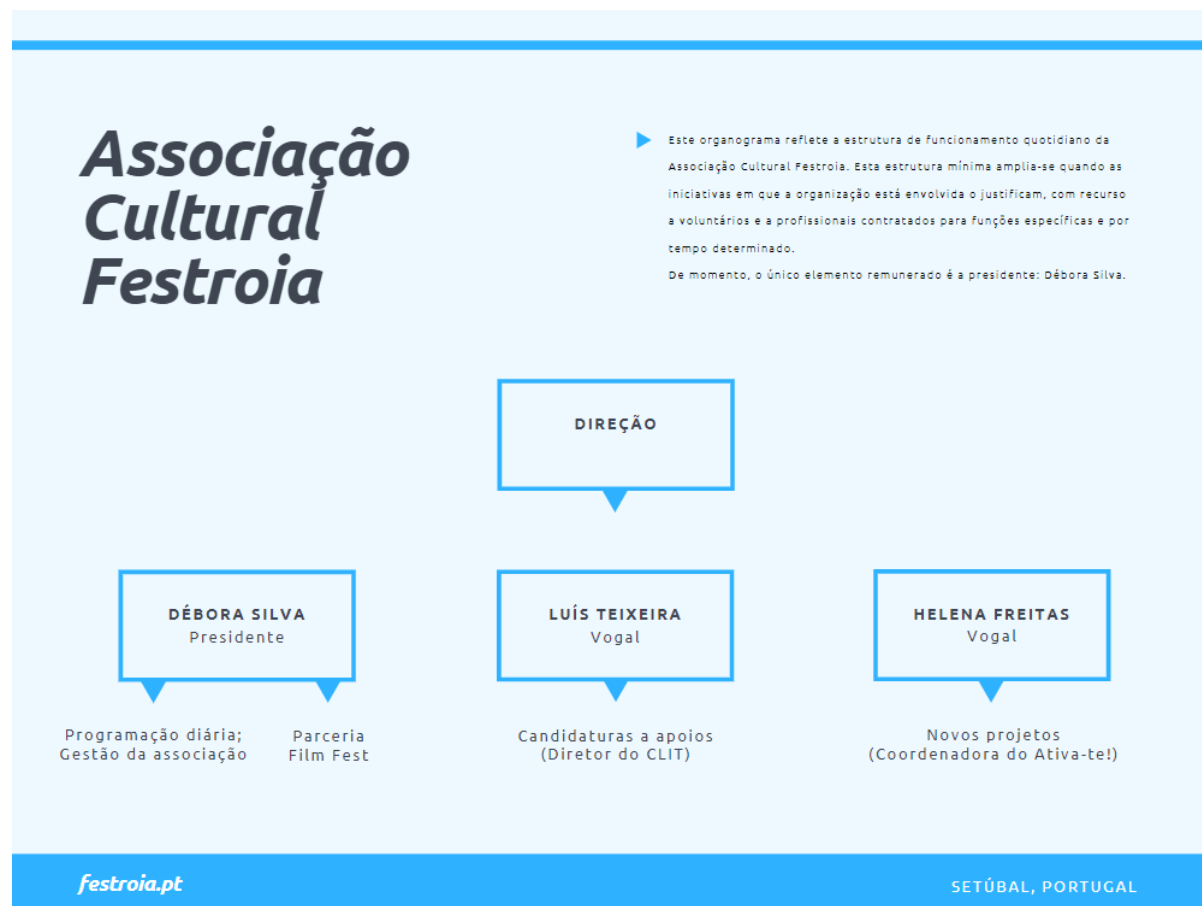 Associação
Cultural
Festroia
Este organograma reflete a estrutura de funcionamento quotidiano da
Associação Cultural Festroia. Esta estrutura mínima amplia-se quando as
iniciativas em que a organização está envolvida o justificam, com recurso
a voluntários e a profissionais contratados para funções específicas e por
tempo determinado.
De momento, o único elemento remunerado é a presidente: Débora Silva.
DIREÇÃO
DÉBORA SILVA
Presidente
Programação diária;
Gestão da associação
Parceria
Film Fest
LUÍS TEIXEIRA
Vogal
Candidaturas a apoios
(Diretor do CLIT)
HELENA FREITAS
Vogal
Novos projetos
(Coordenadora do Ativa-te!)
festroia.pt
SETÚBAL, PORTUGAL